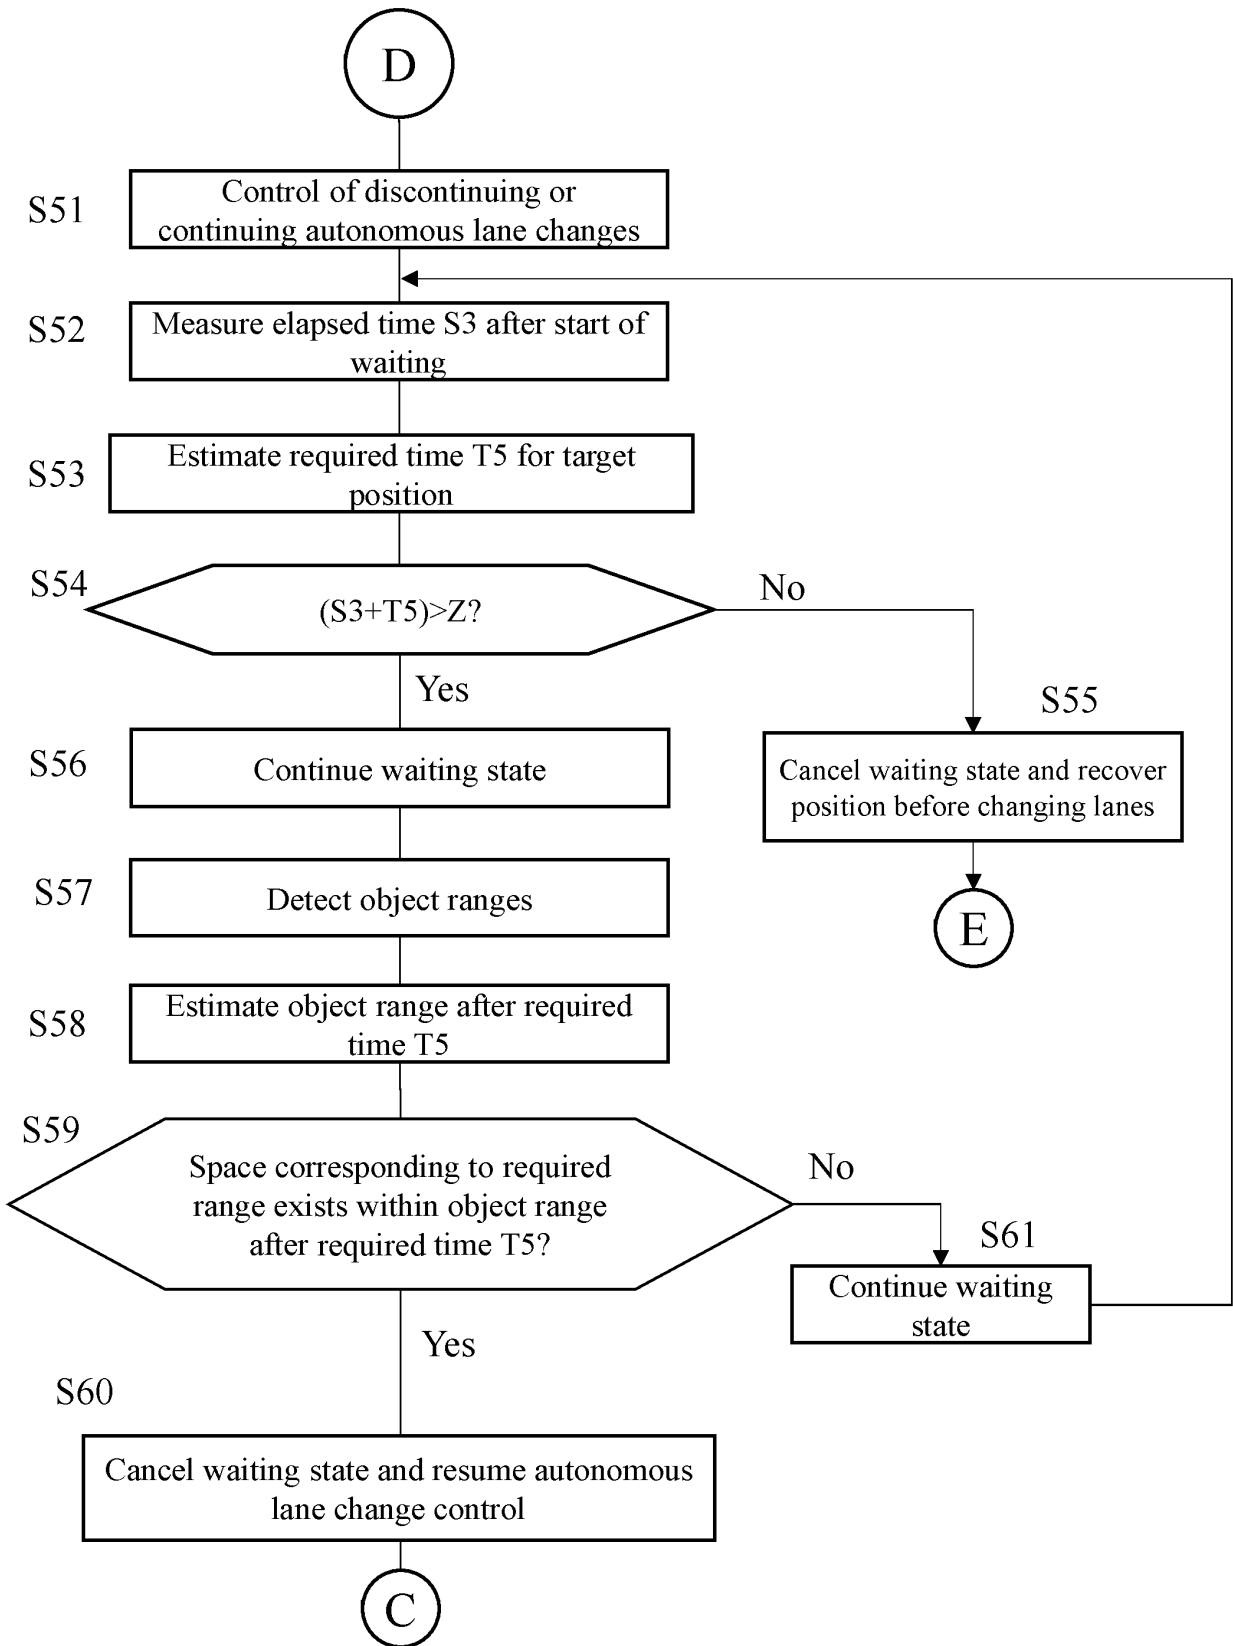 D
S51
Control of discontinuing or
continuing autonomous lane changes
S52
Measure elapsed time S3 after start of
waiting
S53
Estimate required time T5 for target
position
S54
(S3+T5)>Z?
No
Yes
S55
Cancel waiting state and recover
position before changing lanes
E
S56
Continue waiting state
S57
Detect object ranges
S58
Estimate object range after required
time T5
S59
Space corresponding to required
range exists within object range
after required time T5?
No
S61
Continue waiting
state
Yes
S60
Cancel waiting state and resume autonomous
lane change control
C